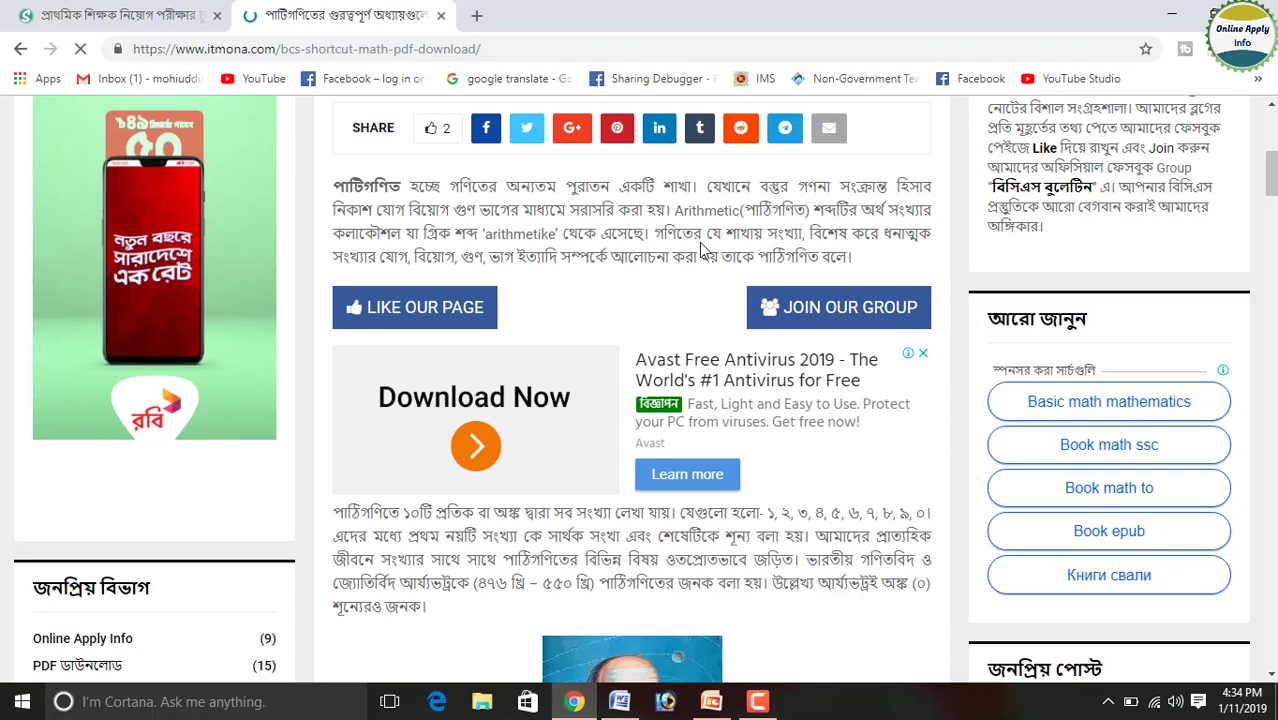 প্রাথমিক শিক্ষক নিয়োগ পরীক্ষার
পাটিগণিতের গুরত্বপূর্ণ অধ্যায়গুলে
Online Apply
Info
https://www.itmona.com/bcs-shortcut-math-pdf-download/
Apps
Inbox (1) - mohiuddin
YouTube
Facebook – log in or
google translate - Go
Sharing Debugger - F
IMS
Non-Government Tea
Facebook
YouTube Studio
»
৫০
নতুন বছরে
সারাদেশে
এক রেট
রবি
জনপ্রিয় বিভাগ
Online Apply Info (9)
PDF ডাউনলোড (15)
SHARE
2
পাটিগণিত হচ্ছে গণিতের অন্যতম পুরাতন একটি শাখা। যেখানে বস্তুর গণনা সংক্রান্ত হিসাব
নিকাশ যোগ বিয়োগ গুণ ভাগের মাধ্যমে সরাসরি করা হয়। Arithmetic(পাঠিগণিত) শব্দটির অর্থ সংখ্যার
কলাকৌশল যা গ্রিক শব্দ ‘arithmetike’ থেকে এসেছে। গণিতের যে শাখায় সংখ্যা, বিশেষ করে ধনাত্মক
সংখ্যার যোগ, বিয়োগ, গুণ, ভাগ ইত্যাদি সম্পর্কে আলোচনা করা হয় তাকে পাঠিগণিত বলে।
LIKE OUR PAGE
JOIN OUR GROUP
Download Now
Avast Free Antivirus 2019 - The
World's #1 Antivirus for Free
বিজ্ঞাপন Fast, Light and Easy to Use. Protect
your PC from viruses. Get free now!
Avast
Learn more
পাঠিগণিতে ১০টি প্রতিক বা অঙ্ক দ্বারা সব সংখ্যা লেখা যায়। যেগুলো হলো- ১, ২, ৩, ৪, ৫, ৬, ৭, ৮, ৯, ০।
এদের মধ্যে প্রথম নয়টি সংখ্যা কে সার্থক সংখা এবং শেষেটিকে শূন্য বলা হয়। আমাদের প্রাত্যহিক
জীবনে সংখ্যার সাথে সাথে পাঠিগণিতের বিভিন্ন বিষয় ওতপ্রোতভাবে জড়িত। ভারতীয় গণিতবিদ ও
জ্যোতির্বিদ আর্য্যভট্টকে (৪৭৬ খ্রি – ৫৫০ খ্রি) পাঠিগণিতের জনক বলা হয়। উল্লেখ্য আর্য্যভট্টই অঙ্ক (০)
শূন্যেরও জনক।
নোটের বিশাল সংগ্রহশালা। আমাদের ব্লগের
প্রতি মূহুর্তের তথ্য পেতে আমাদের ফেসবুক
পেইজে Like দিয়ে রাখুন এবং Join করুন
আমাদের অফিসিয়াল ফেসবুক Group
"বিসিএস বুলেটিন" এ। আপনার বিসিএস
প্রস্তুতিকে আরো বেগবান করাই আমাদের
অঙ্গিকার।
আরো জানুন
স্পনসর করা সার্চগুলি
Basic math mathematics
Book math ssc
Book math to
Book epub
Книги свали
জনপ্রিয় পোস্ট
I'm Cortana. Ask me anything.
4:34 PM
1/11/2019